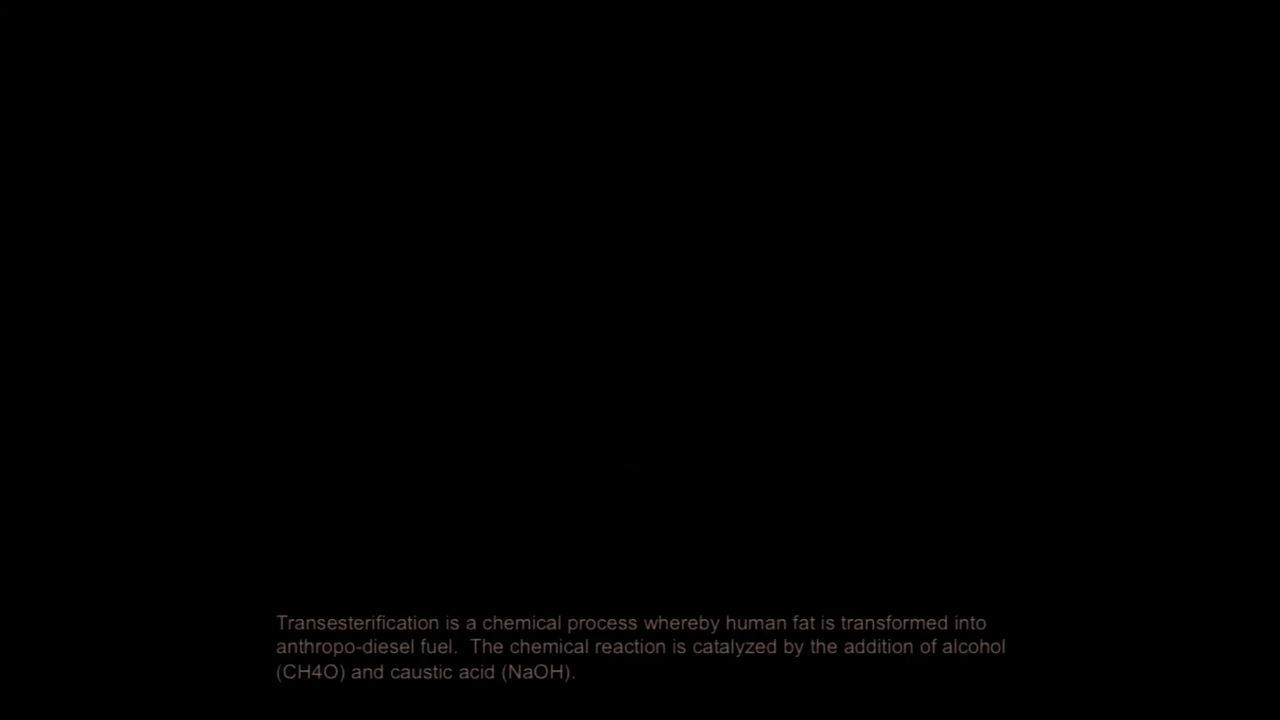 Transesterification is a chemical process whereby human fat is transformed into
anthropo-diesel fuel.  The chemical reaction is catalyzed by the addition of alcohol
(CH4O) and caustic acid (NaOH).